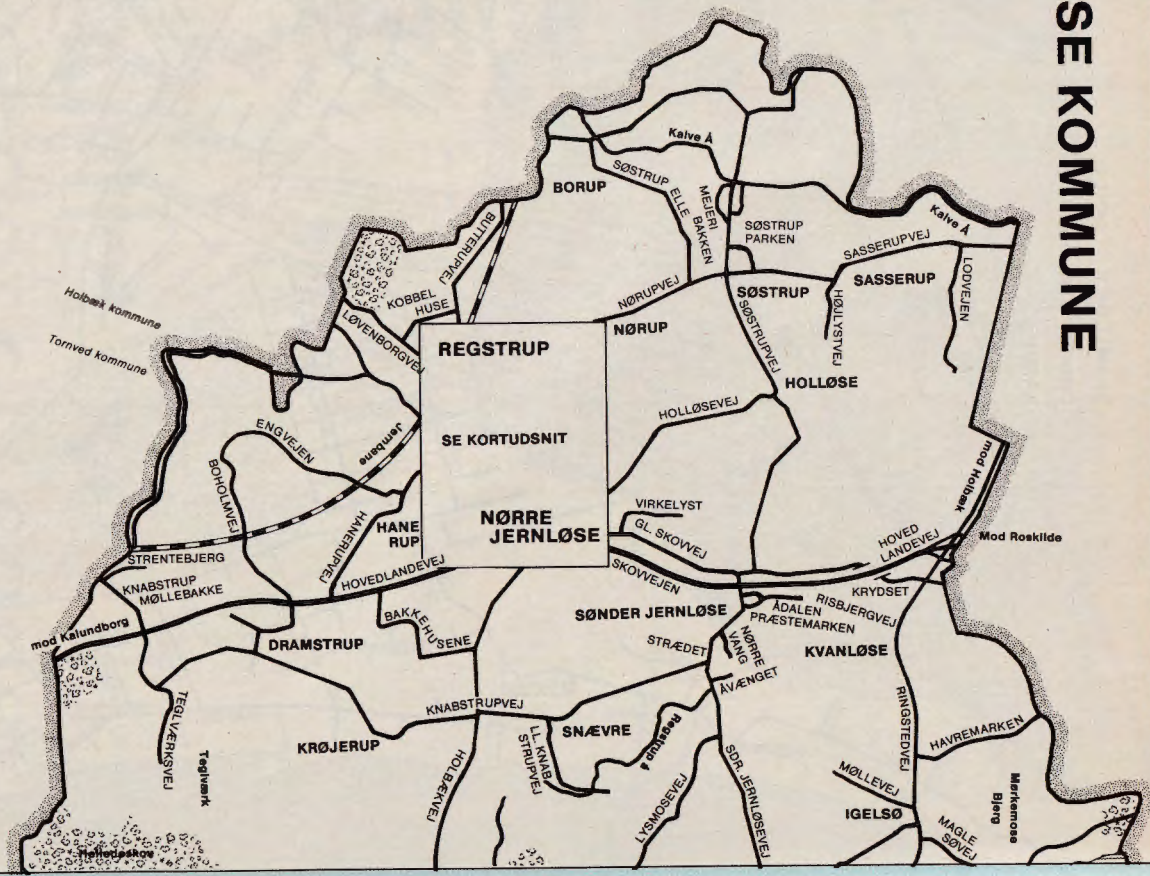 SE KOMMUNE
Kalve Å
BORUP
SØSTRUP
ELLE
MEJERI
BAKKEN
SØSTRUP
PARKEN
Kalve Å
SASSERUPVEJ
SASSERUP
LODVEJEN
BUTTERUPVEJ
KOBBEL
HUSE
NØRUPVEJ
SØSTRUP
HØJLYSTVEJ
Holbæk kommune
Tornved kommune
LØVENBORGVEJ
REGSTRUP
NØRUP
SØSTRUPVEJ
HOLLØSE
HOLLØSEVEJ
SE KORTUDSNIT
ENGVEJEN
Jernbane
BOHOLMVEJ
mod Holbæk
VIRKELYST
NØRRE
JERNLØSE
HANE
RUP
HANERUPVEJ
GL. SKOVVEJ
HOVED
LANDEVEJ
Mod Roskilde
STRENTEBJERG
KNABSTRUP
MØLLEBAKKE
HOVEDLANDEVEJ
SKOVVEJEN
KRYDSET
RISBJERGVEJ
ÅDALEN
PRÆSTEMARKEN
SØNDER JERNLØSE
mod Kalundborg
DRAMSTRUP
BAKKEHU
SENE
STRÆDET
NØRRE
VANG
KVANLØSE
ÅVÆNGET
TEGLVÆRKSVEJ
Teglværk
KNABSTRUPVEJ
KRØJERUP
HOLBÆKVEJ
LL. KNAB
STRUPVEJ
SNÆVRE
Regstrup Å
RINGSTEDVEJ
HAVREMARKEN
LYSMOSEVEJ
SDR. JERNLØSEVEJ
MØLLEVEJ
IGELSØ
MAGLE
SØVEJ
Mørkemose
Bjerg